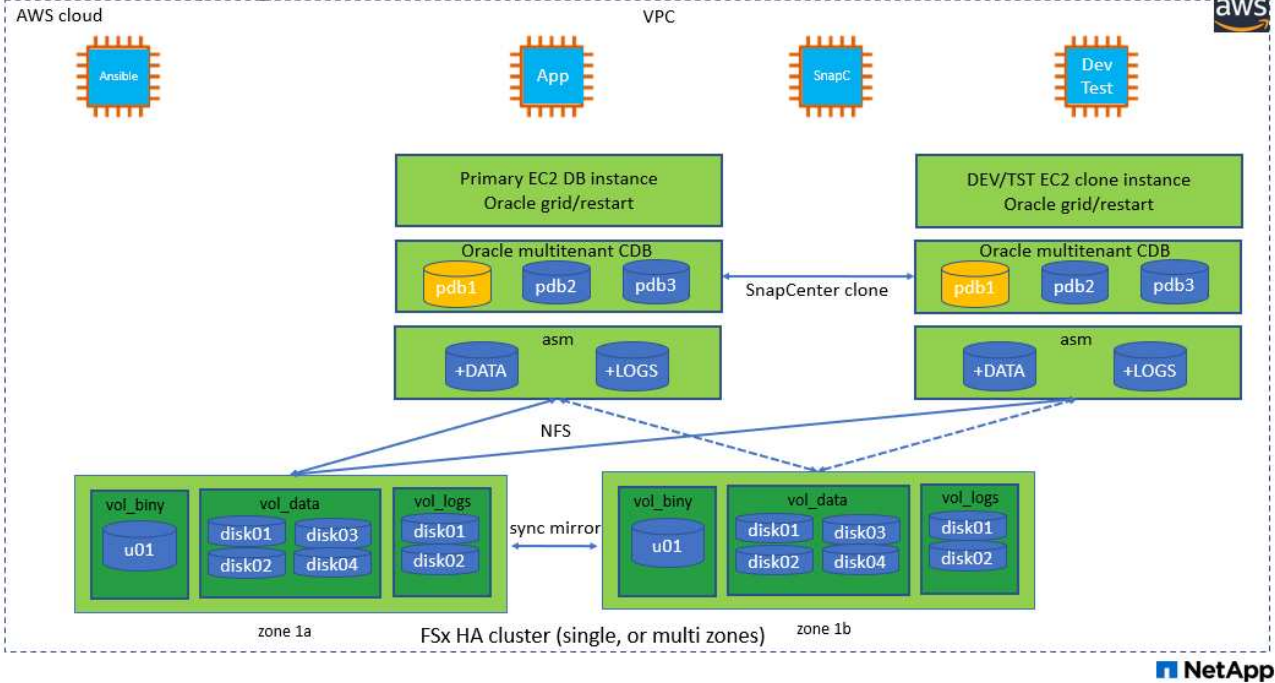 AWS cloud
VPC
aws
Ansible
App
SnapC
Dev
Test
Primary EC2 DB instance
Oracle grid/restart
DEV/TST EC2 clone instance
Oracle grid/restart
Oracle multitenant CDB
pdb1
pdb2
pdb3
SnapCenter clone
Oracle multitenant CDB
pdb1
pdb2
pdb3
asm
+DATA
+LOGS
asm
+DATA
+LOGS
NFS
vol_biny
u01
vol_data
disk01
disk03
disk02
disk04
vol_logs
disk01
disk02
sync mirror
vol_biny
u01
vol_data
disk01
disk03
disk02
disk04
vol_logs
disk01
disk02
zone 1a
FSx HA cluster (single, or multi zones)
zone 1b
NetApp